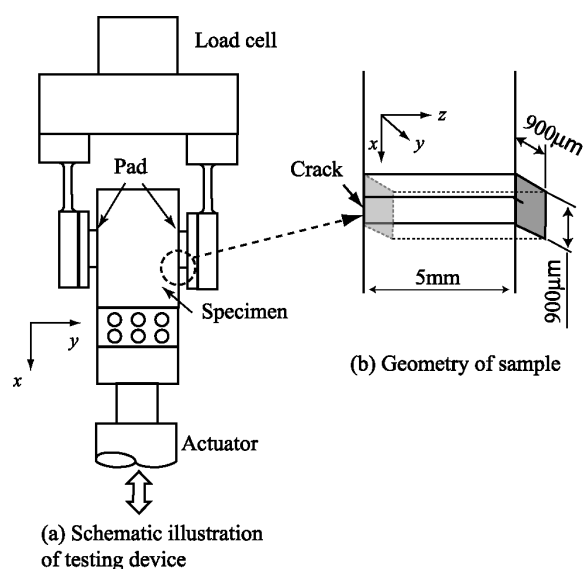 Load cell
Pad
Specimen
y
x
Actuator
(a) Schematic illustration
of testing device
z
x
y
900μm
Crack
5mm
900μm
(b) Geometry of sample